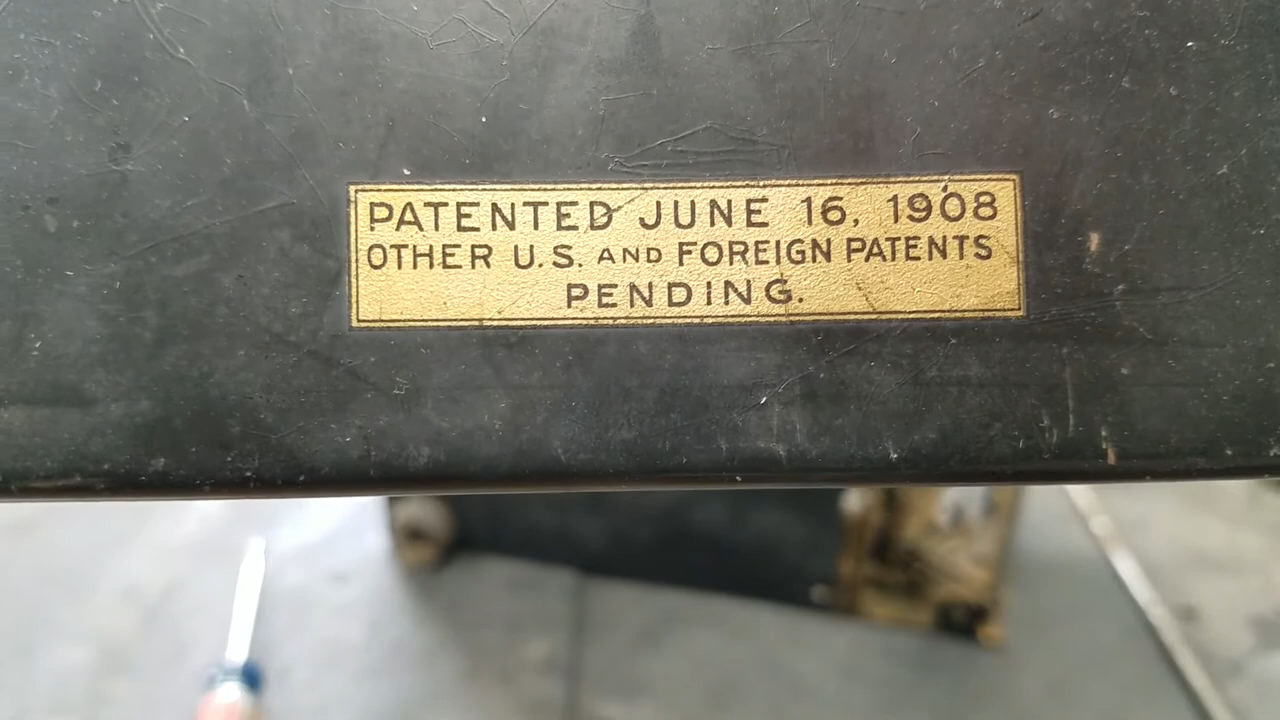 PATENTED JUNE 16, 1908
OTHER U.S. AND FOREIGN PATENTS
PENDING.